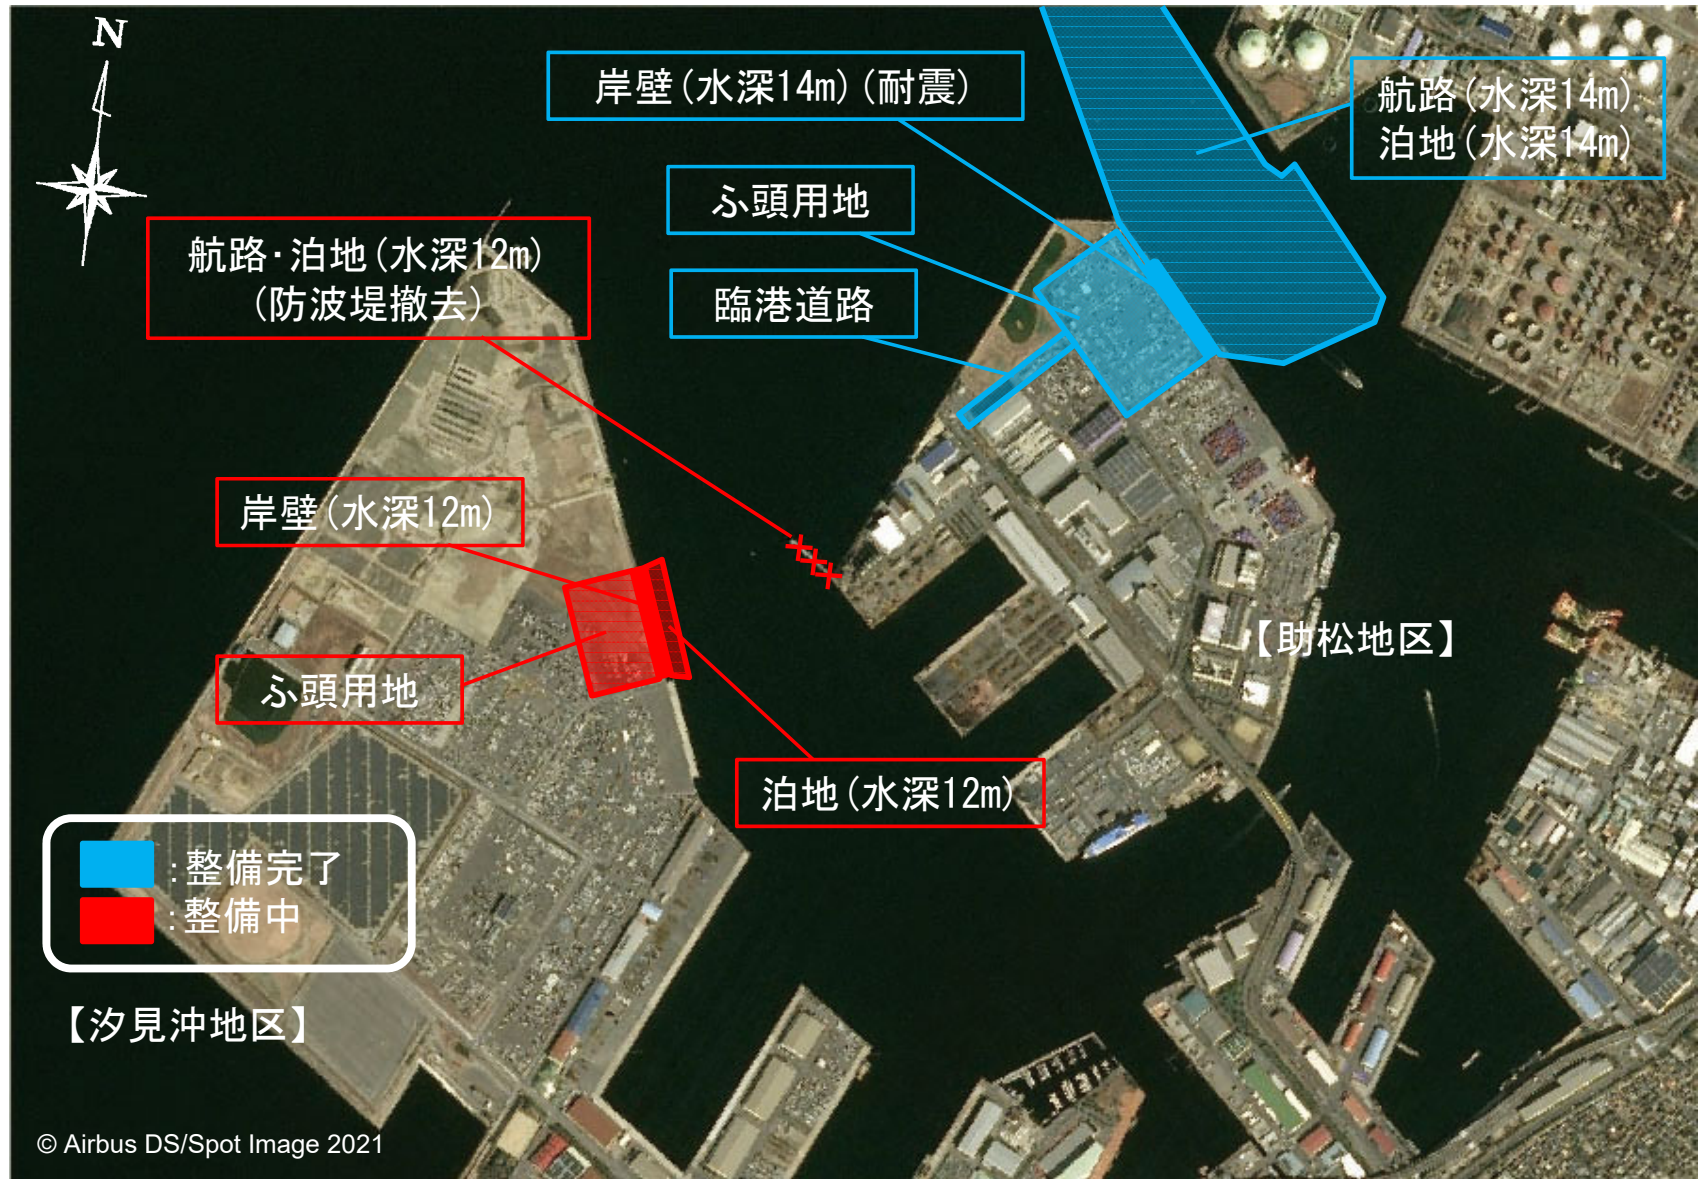 N
岸壁(水深14m)(耐震)
航路(水深14m)
泊地(水深14m)
ふ頭用地
航路・泊地(水深12m)
(防波堤撤去)
臨港道路
岸壁(水深12m)
【助松地区】
ふ頭用地
泊地(水深12m)
:整備完了
:整備中
【汐見沖地区】
© Airbus DS/Spot Image 2021